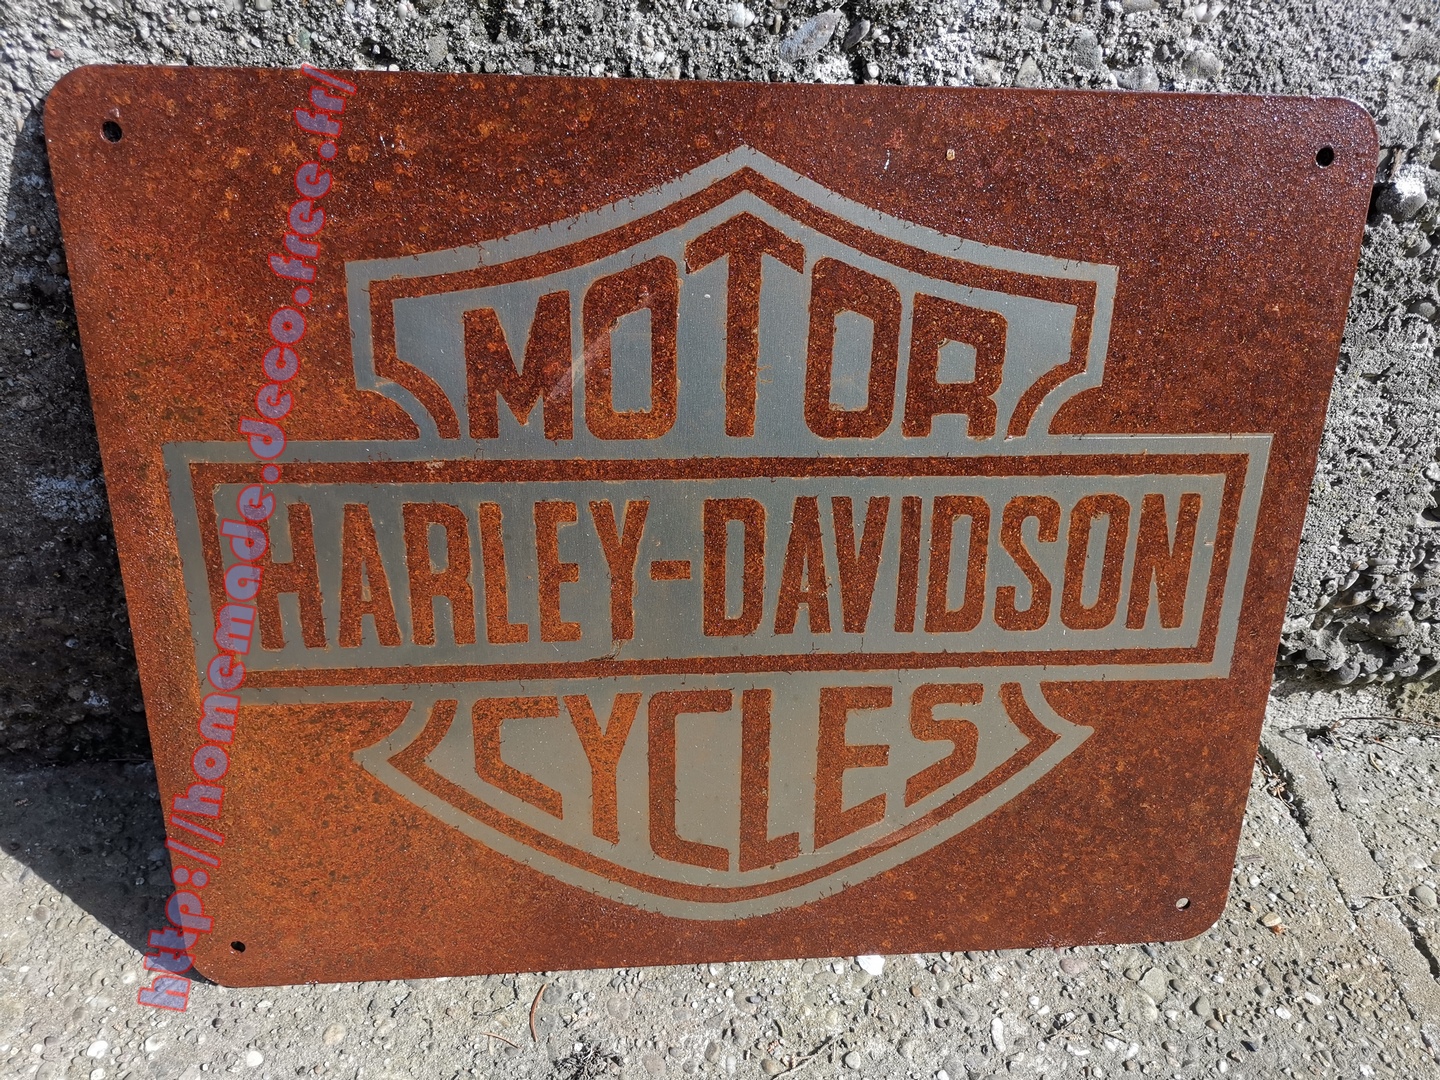 MOTOR
HARLEY-DAVIDSON
CYCLES
http://homemade.deco.free.fr/